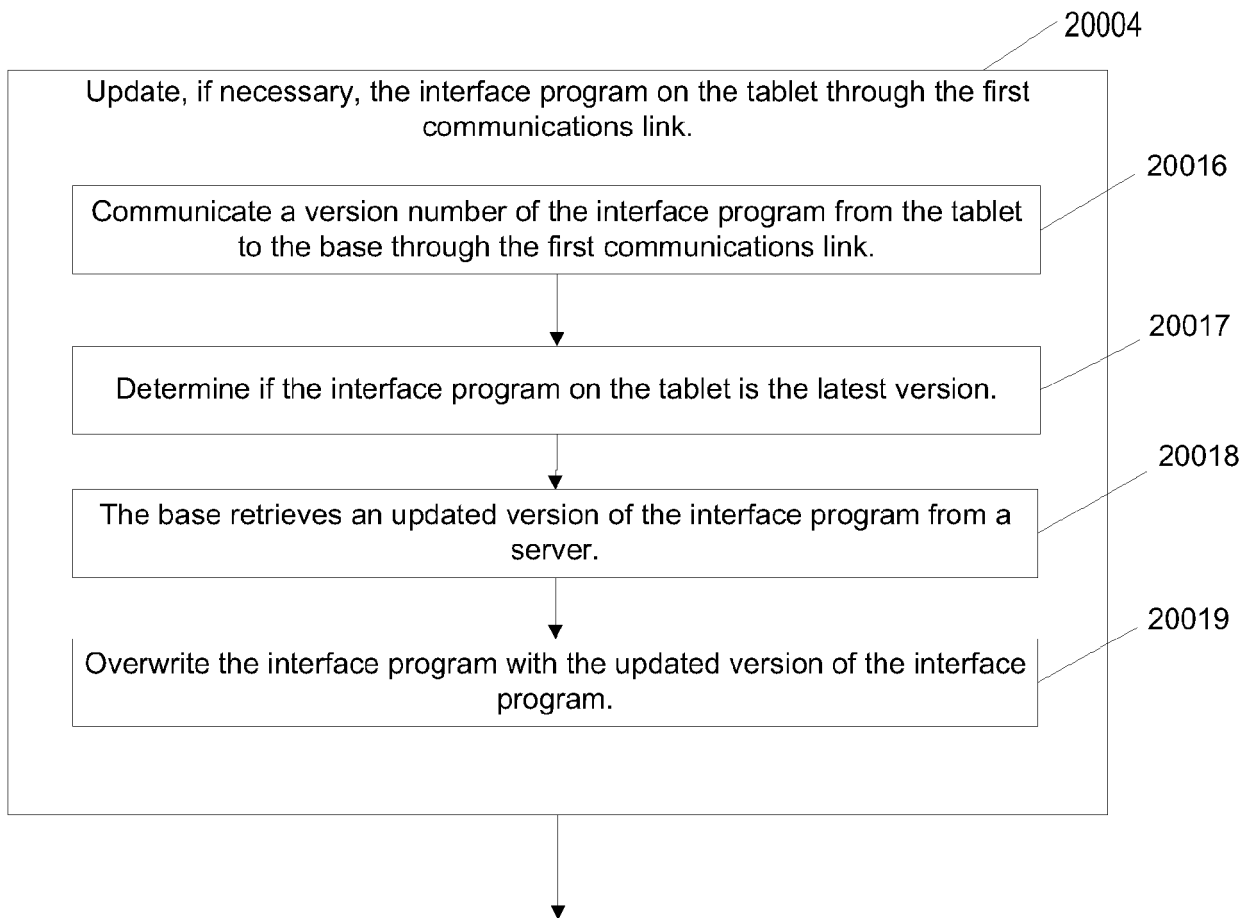 20004
Update, if necessary, the interface program on the tablet through the first
communications link.
20016
Communicate a version number of the interface program from the tablet
to the base through the first communications link.
20017
Determine if the interface program on the tablet is the latest version.
20018
The base retrieves an updated version of the interface program from a
server.
20019
Overwrite the interface program with the updated version of the interface
program.